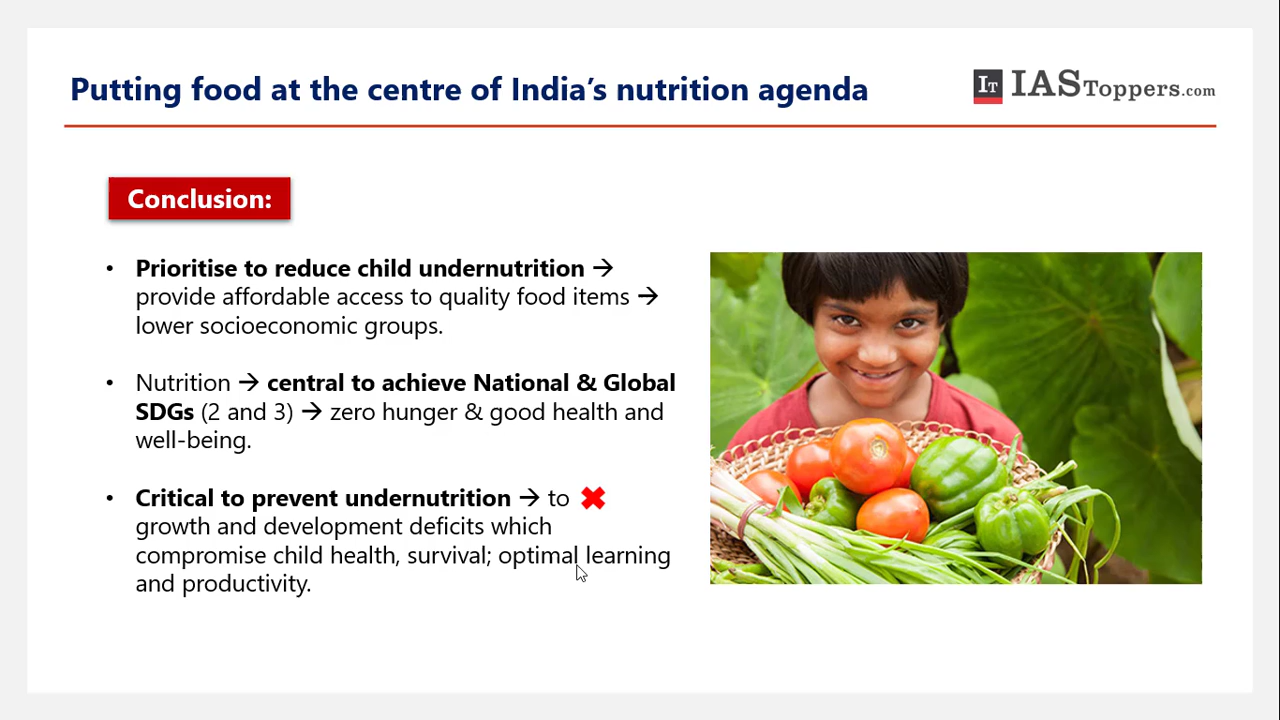 Putting food at the centre of India’s nutrition agenda
IT IASToppers.com
Conclusion:
• Prioritise to reduce child undernutrition →
provide affordable access to quality food items →
lower socioeconomic groups.
• Nutrition → central to achieve National & Global
SDGs (2 and 3) → zero hunger & good health and
well-being.
• Critical to prevent undernutrition → to ✖
growth and development deficits which
compromise child health, survival; optimal learning
and productivity.